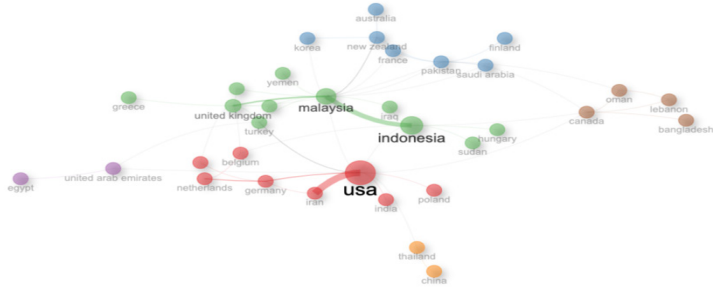 australia
korea
new zealand
finland
france
pakistan
saudi arabia
yemen
greece
malaysia
oman
lebanon
united kingdom
iraq
canada
bangladesh
turkey
indonesia
hungary
sudan
belgium
egypt
united arab emirates
netherlands
germany
usa
iran
india
poland
thailand
china